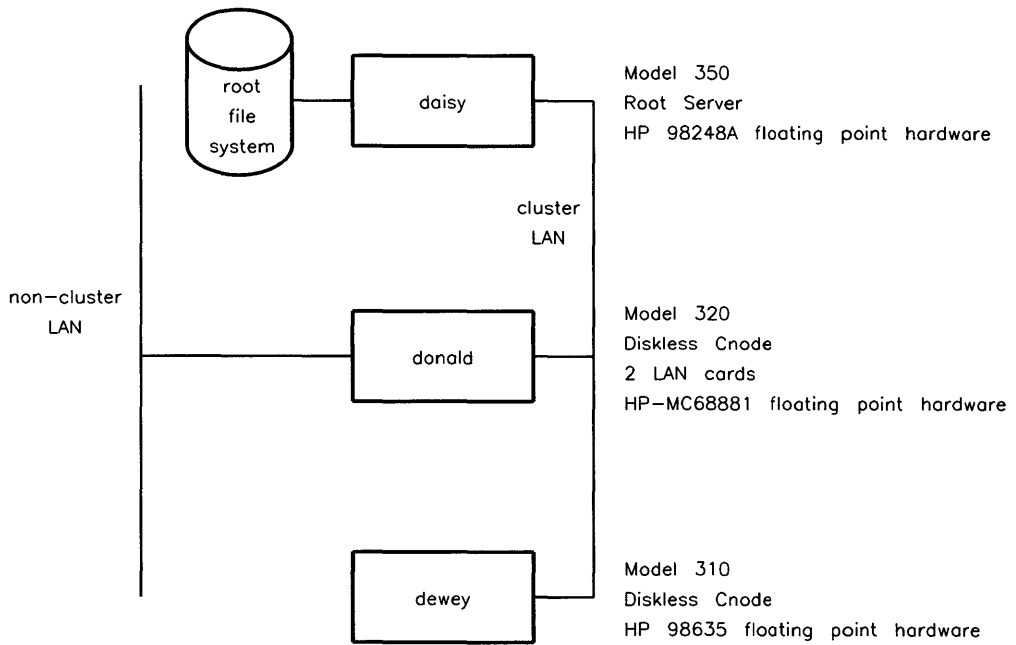 root
file
system
daisy
Model 350
Root Server
HP 98248A floating point hardware
cluster
LAN
non-cluster
LAN
donald
Model 320
Diskless Cnode
2 LAN cards
HP-MC68881 floating point hardware
dewey
Model 310
Diskless Cnode
HP 98635 floating point hardware